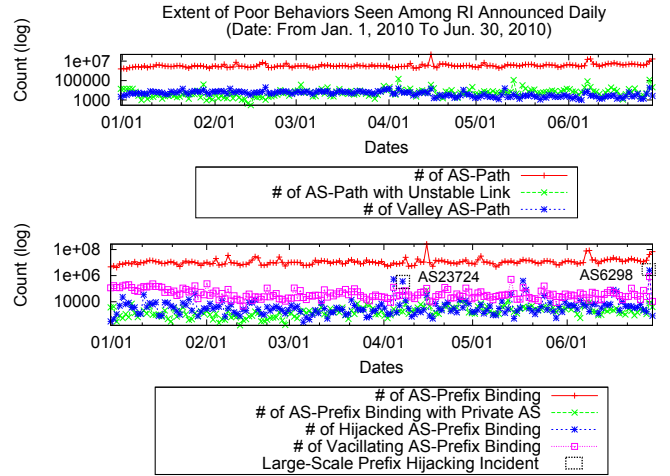 Extent of Poor Behaviors Seen Among RI Announced Daily
(Date: From Jan. 1, 2010 To Jun. 30, 2010)
Count (log)
1e+07
100000
1000
01/01 02/01 03/01 04/01 05/01 06/01
Dates
# of AS-Path
# of AS-Path with Unstable Link
# of Valley AS-Path
Count (log)
1e+08
1e+06
10000
AS23724
AS6298
01/01 02/01 03/01 04/01 05/01 06/01
Dates
# of AS-Prefix Binding
# of AS-Prefix Binding with Private AS
# of Hijacked AS-Prefix Binding
# of Vacillating AS-Prefix Binding
Large-Scale Prefix Hijacking Incident